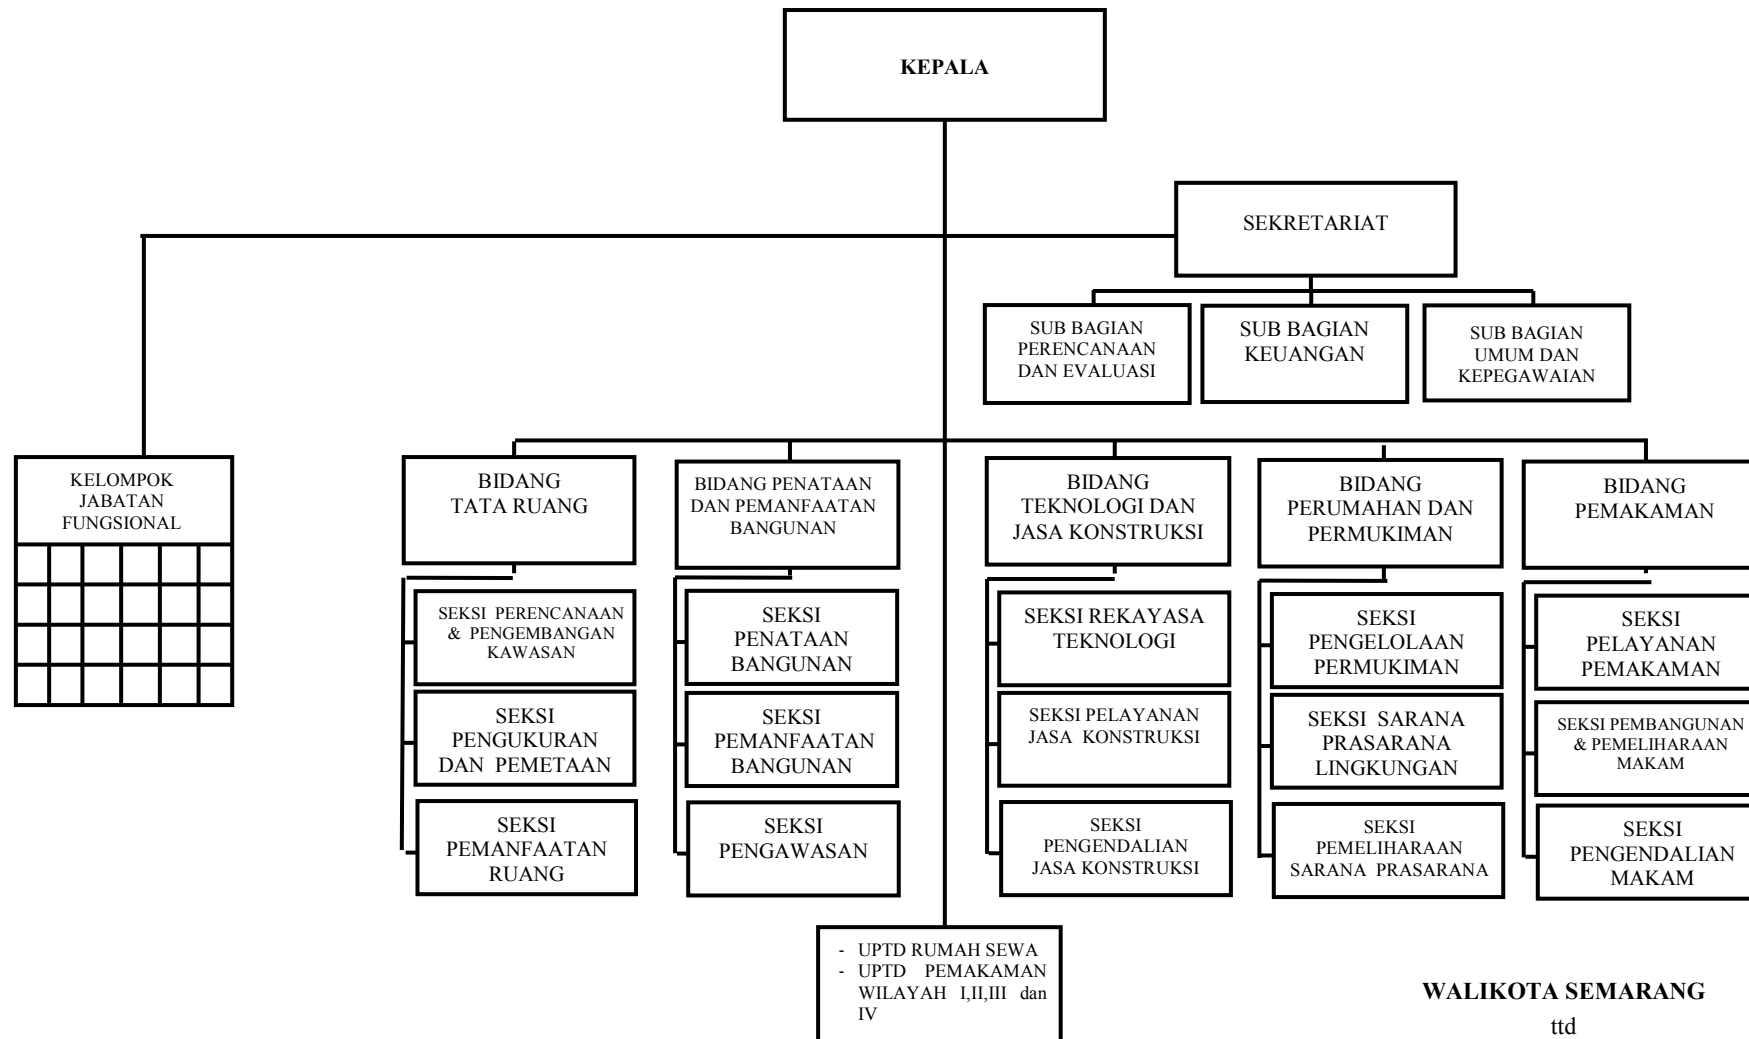 KEPALA
SEKRETARIAT
SUB BAGIAN
PERENCANAAN
DAN EVALUASI
SUB BAGIAN
KEUANGAN
SUB BAGIAN
UMUM DAN
KEPEGAWAIAN
KELOMPOK
JABATAN
FUNGSIONAL
BIDANG
TATA RUANG
BIDANG PENATAAN
DAN PEMANFAATAN
BANGUNAN
BIDANG
TEKNOLOGI DAN
JASA KONSTRUKSI
BIDANG
PERUMAHAN DAN
PERMUKIMAN
BIDANG
PEMAKAMAN
SEKSI PERENCANAAN
& PENGEMBANGAN
KAWASAN
SEKSI
PENGUKURAN
DAN PEMETAAN
SEKSI
PEMANFAATAN
RUANG
SEKSI
PENATAAN
BANGUNAN
SEKSI
PEMANFAATAN
BANGUNAN
SEKSI
PENGAWASAN
SEKSI REKAYASA
TEKNOLOGI
SEKSI PELAYANAN
JASA KONSTRUKSI
SEKSI
PENGENDALIAN
JASA KONSTRUKSI
SEKSI
PENGELOLAAN
PERMUKIMAN
SEKSI SARANA
PRASARANA
LINGKUNGAN
SEKSI
PEMELIHARAAN
SARANA PRASARANA
SEKSI
PELAYANAN
PEMAKAMAN
SEKSI PEMBANGUNAN
& PEMELIHARAAN
MAKAM
SEKSI
PENGENDALIAN
MAKAM
- UPTD RUMAH SEWA
- UPTD PEMAKAMAN
WILAYAH I,II,III dan
IV
WALIKOTA SEMARANG
ttd